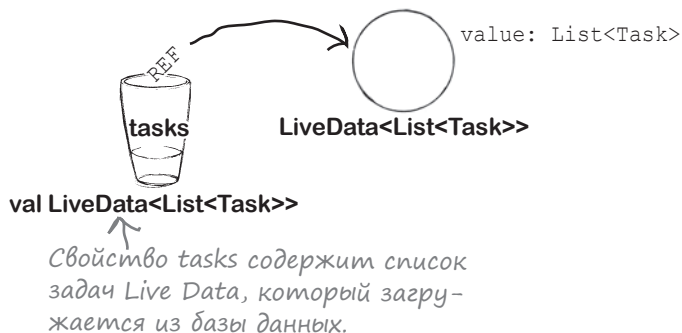 REF
value: List<Task>
tasks
LiveData<List<Task>>
val LiveData<List<Task>>
Свойство tasks содержит список
задач Live Data, который загру-
жается из базы данных.